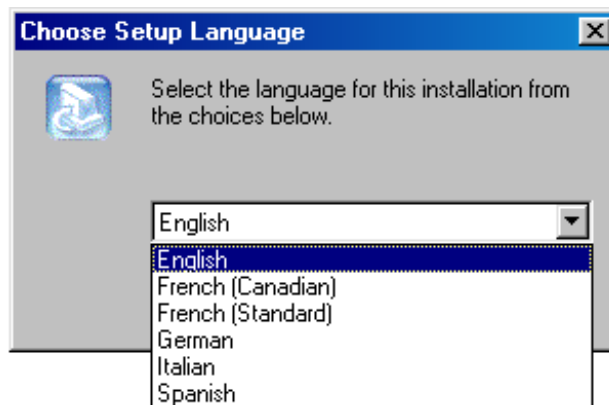 Choose Setup Language
Select the language for this installation from
the choices below.
English
English
French (Canadian)
French (Standard)
German
Italian
Spanish